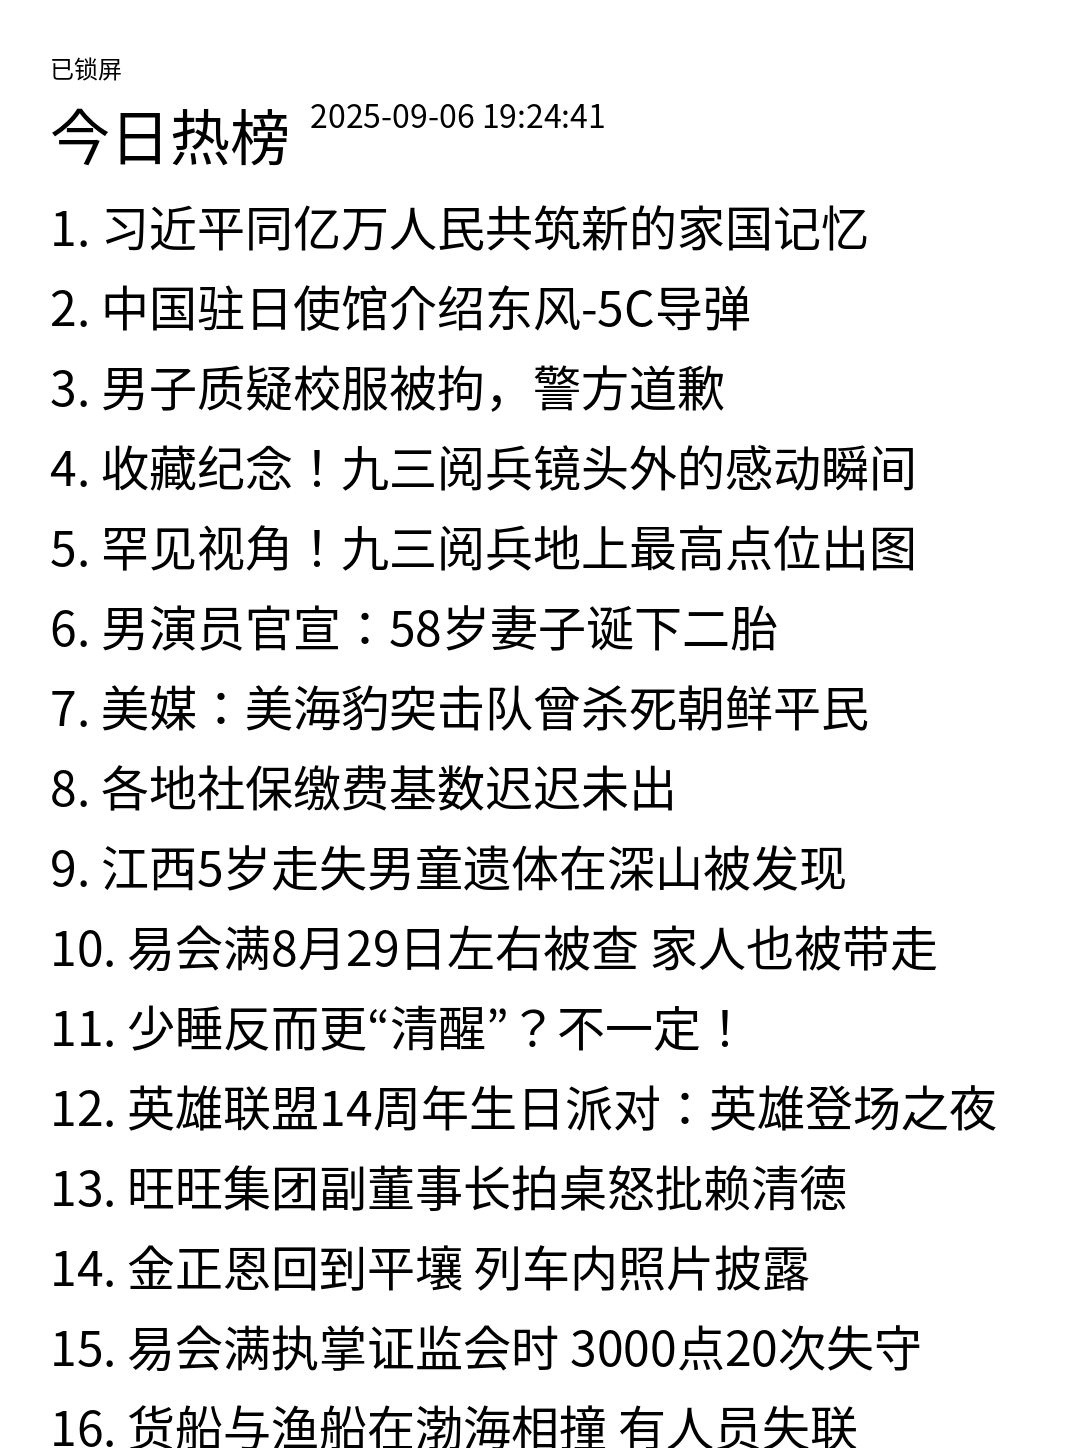 已锁屏
今日热榜 2025-09-06 19:24:41
1. 习近平同亿万人民共筑新的家国记忆
2. 中国驻日使馆介绍东风-5C导弹
3. 男子质疑校服被拘，警方道歉
4. 收藏纪念！九三阅兵镜头外的感动瞬间
5. 罕见视角！九三阅兵地上最高点位出图
6. 男演员官宣：58岁妻子诞下二胎
7. 美媒：美海豹突击队曾杀死朝鲜平民
8. 各地社保缴费基数迟迟未出
9. 江西5岁走失男童遗体在深山被发现
10. 易会满8月29日左右被查 家人也被带走
11. 少睡反而更“清醒”？不一定！
12. 英雄联盟14周年生日派对：英雄登场之夜
13. 旺旺集团副董事长拍桌怒批赖清德
14. 金正恩回到平壤 列车内照片披露
15. 易会满执掌证监会时 3000点20次失守
16. 货船与渔船在渤海相撞 有人员失联